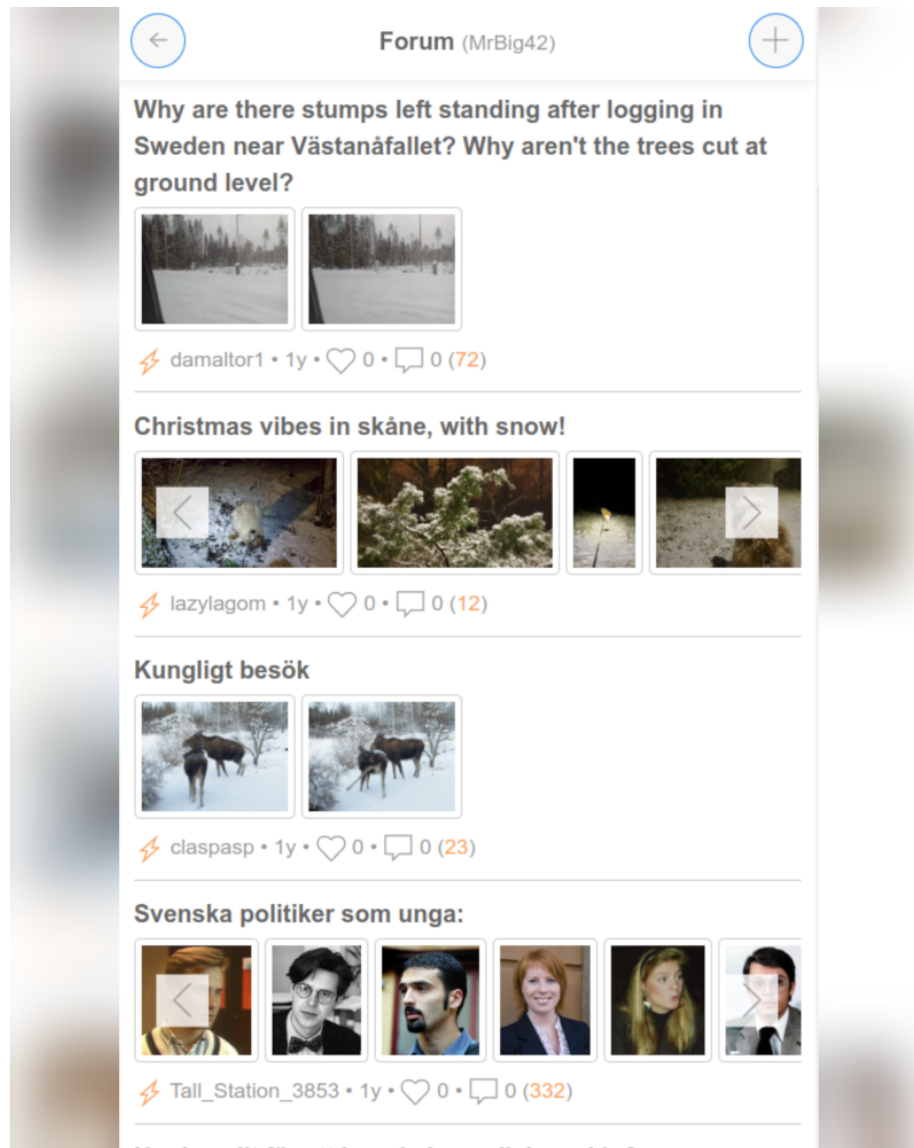 Forum (MrBig42)
Why are there stumps left standing after logging in
Sweden near Västanåfallet? Why aren't the trees cut at
ground level?
damaltor1 • 1y • 0 • 0 (72)
Christmas vibes in skåne, with snow!
lazylagom • 1y • 0 • 0 (12)
Kungligt besök
claspasp • 1y • 0 • 0 (23)
Svenska politiker som unga:
Tall_Station_3853 • 1y • 0 • 0 (332)